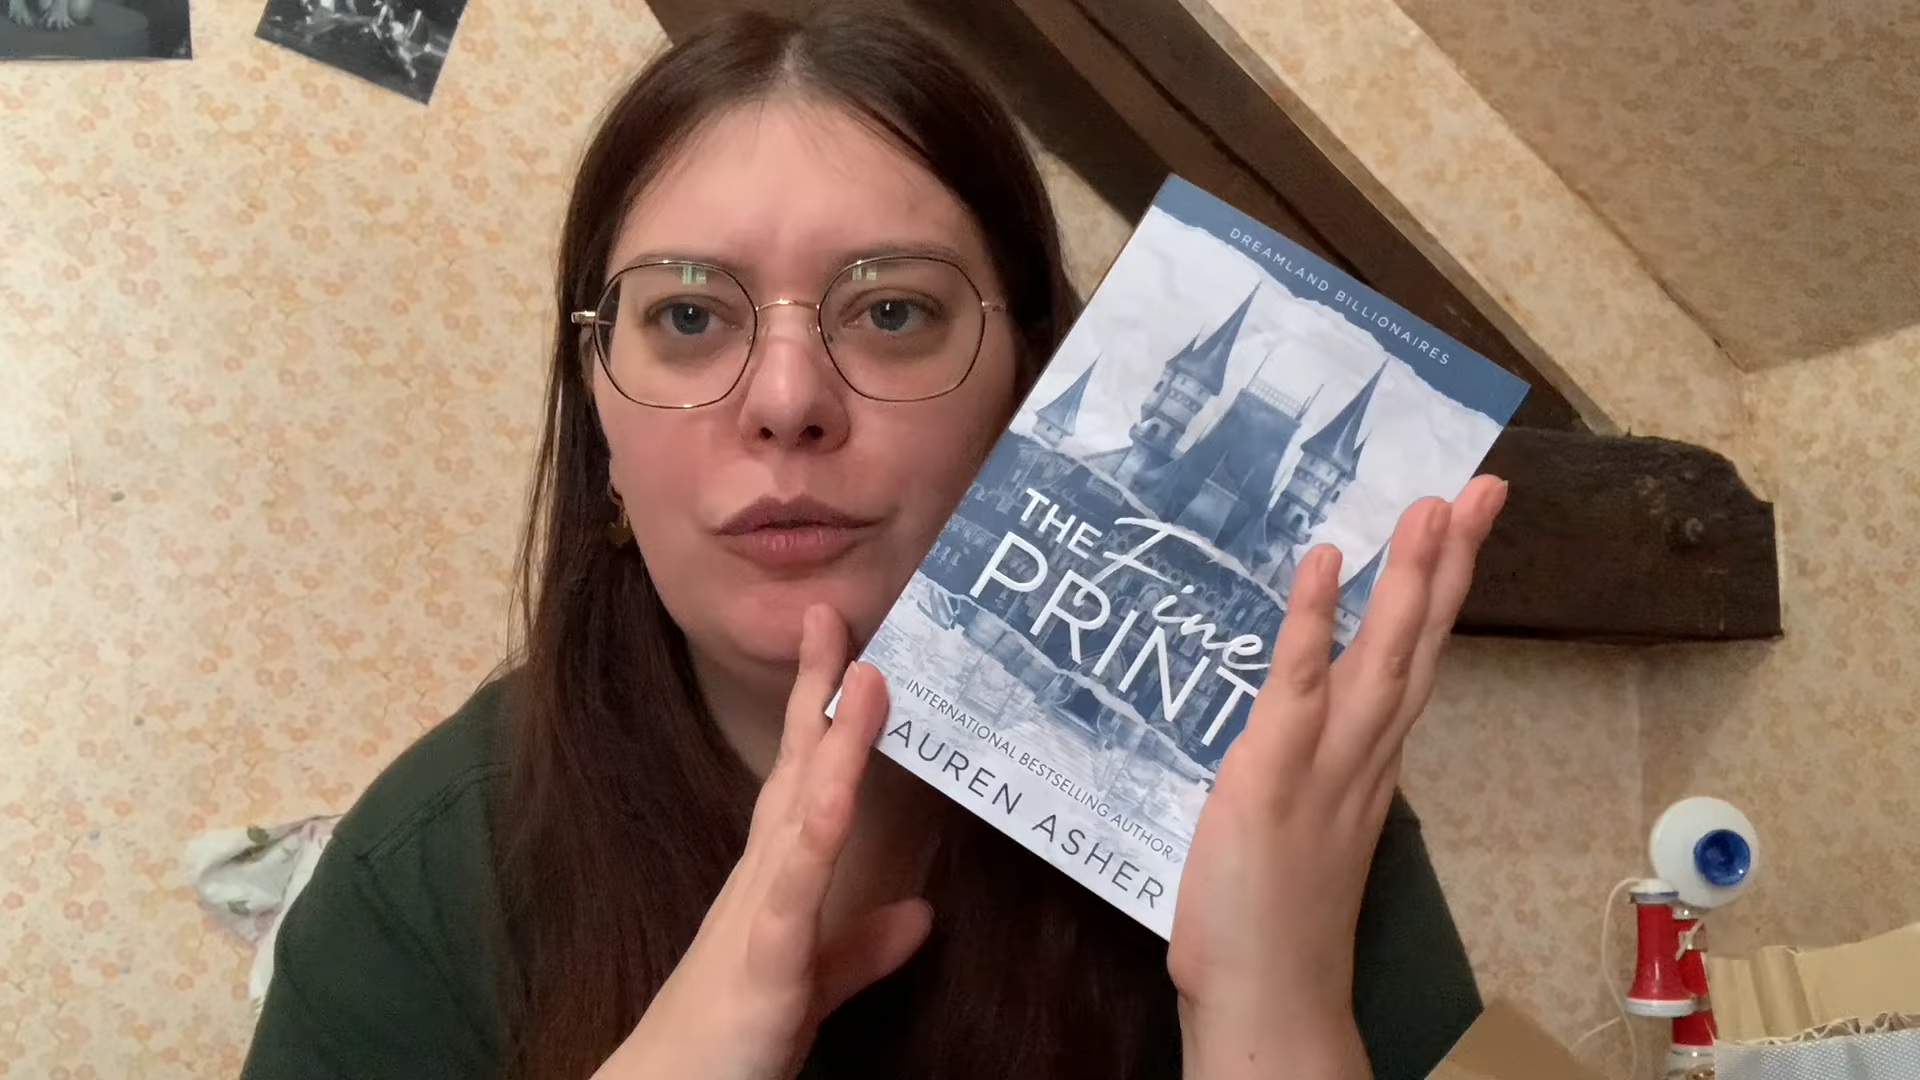 DREAMLAND BILLIONAIRES
THE Fine
PRINT
INTERNATIONAL BESTSELLING AUTHOR
AUREN ASHER